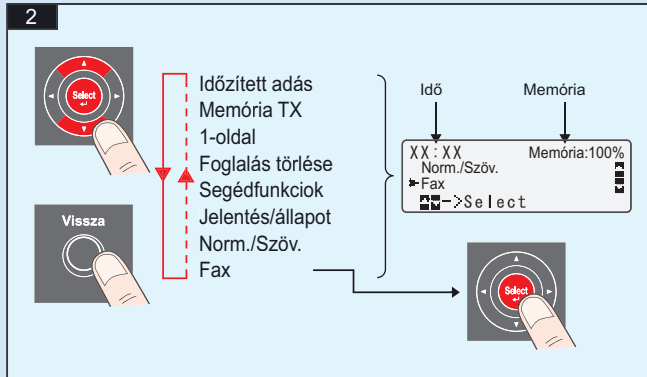 2
Select
Vissza
Időzített adás
Memória TX
1-oldal
Foglalás törlése
Segédfunkciok
Jelentés/állapot
Norm./Szöv.
Fax
Idő
Memória
XX:XX
Memória:100%
Norm./Szöv.
Fax
->Select
Select